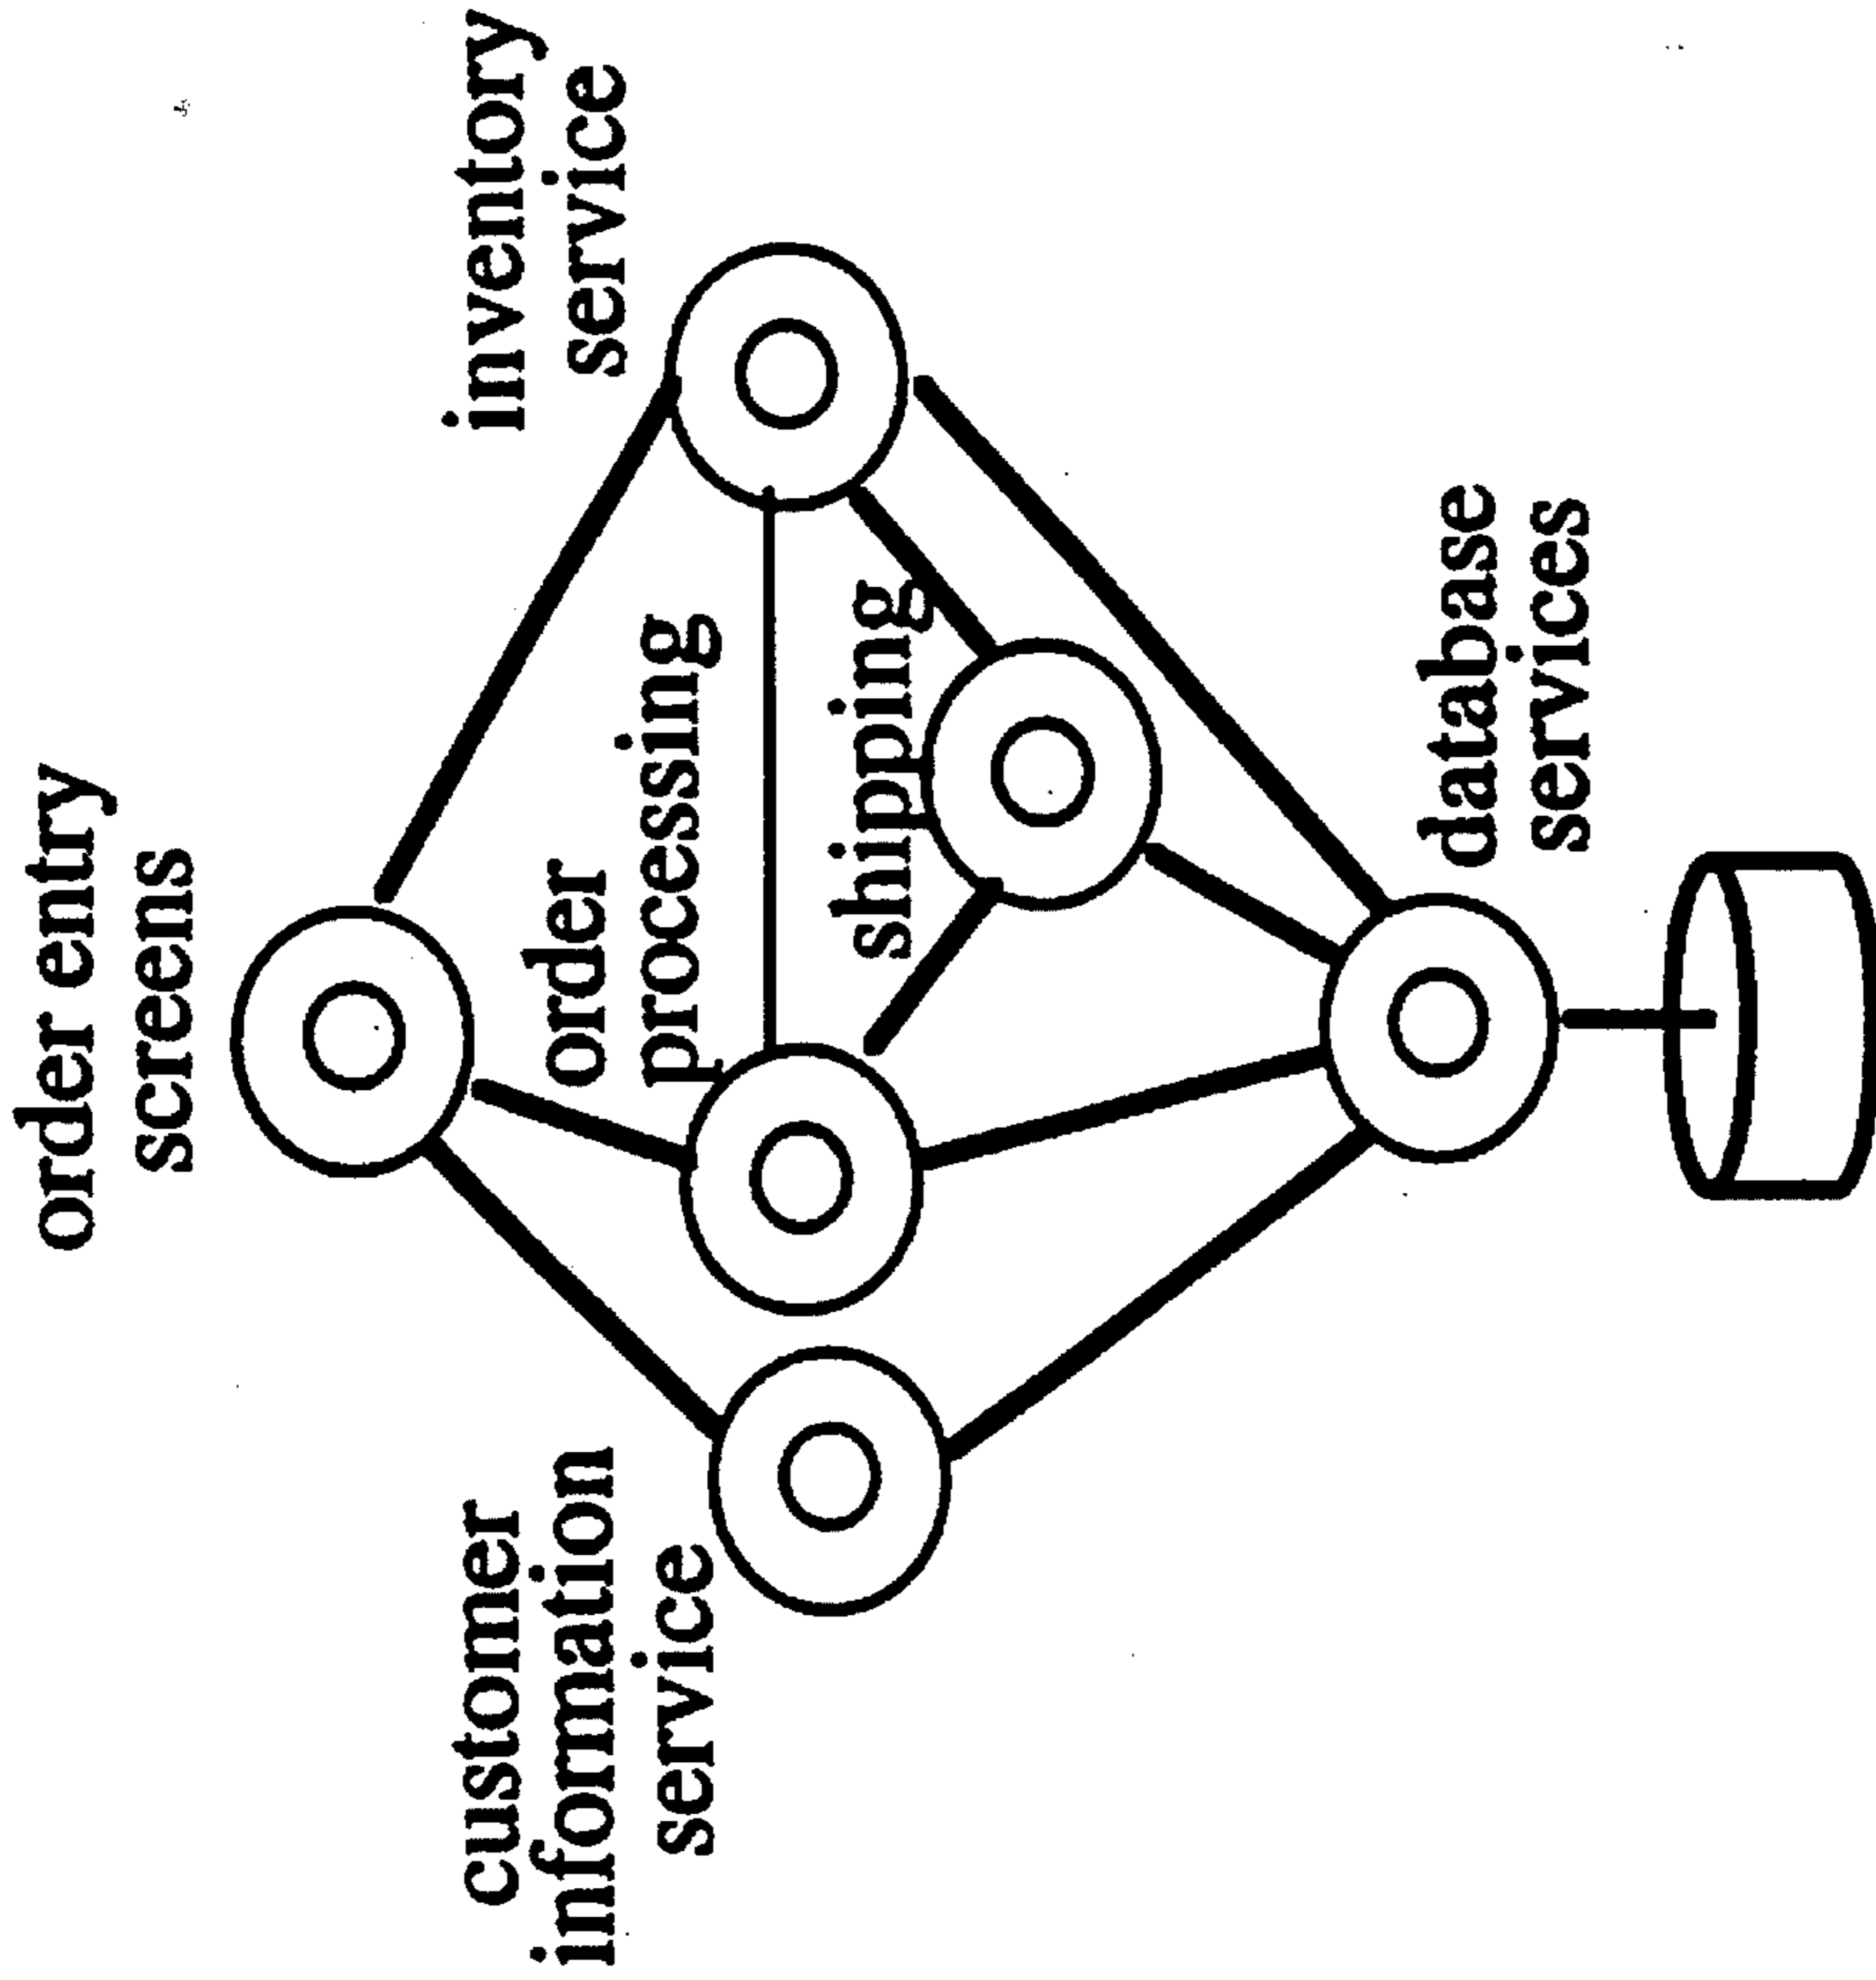 order entry
screens
customer
information
service
order
processing
inventory
service
shipping
database
services